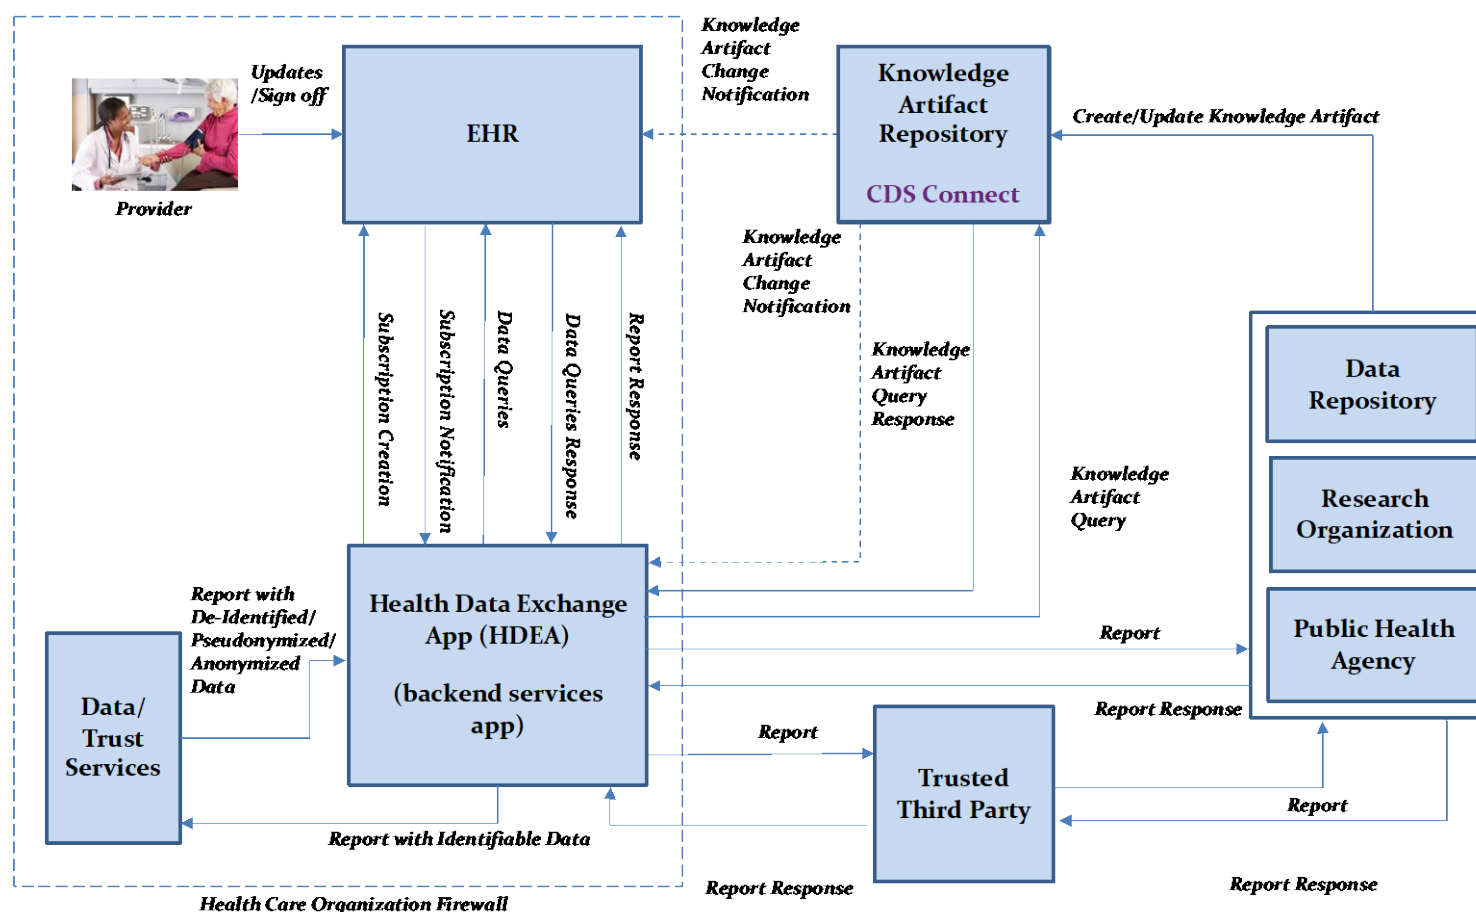 Updates
/Sign off
Provider
EHR
Knowledge
Artifact
Change
Notification
Knowledge
Artifact
Repository
CDS Connect
Create/Update Knowledge Artifact
Knowledge
Artifact
Change
Notification
Subscription Creation
Subscription Notification
Data Queries
Data Queries Response
Report Response
Knowledge
Artifact
Query
Response
Knowledge
Artifact
Query
Data
Repository
Research
Organization
Public Health
Agency
Report with
De-Identified/
Pseudonymized/
Anonymized
Data
Health Data Exchange
App (HDEA)
(backend services
app)
Data/
Trust
Services
Report
Report Response
Report
Trusted
Third Party
Report
Report with Identifiable Data
Report Response
Report Response
Health Care Organization Firewall